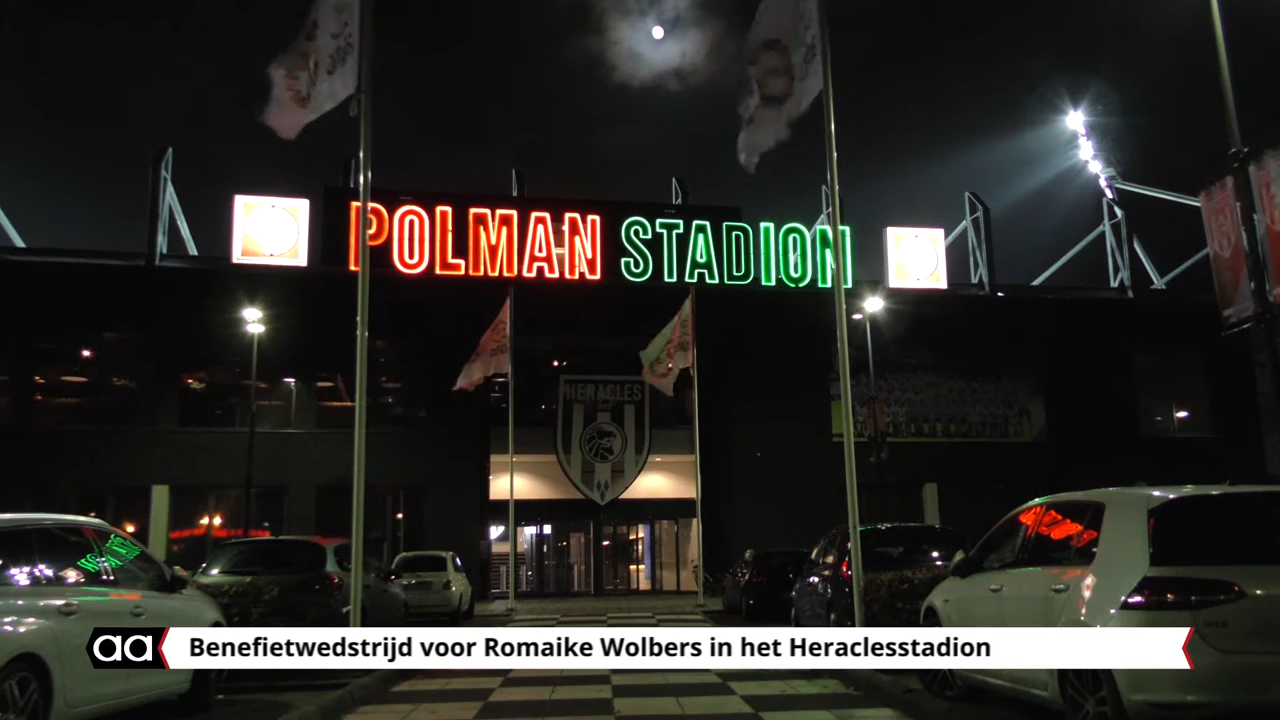 POLMAN STADION
HERACLES
aa Benefietwedstrijd voor Romaike Wolbers in het Heraclesstadion